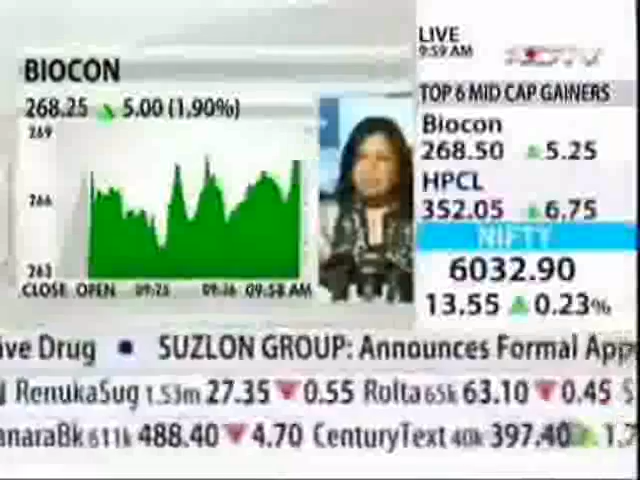 LIVE
9:59 AM
NDTV
BIOCON
268.25 ▲ 5.00 (1.90%)
269
266
263
CLOSE OPEN 09:25 09:36 09:58 AM
TOP 6 MID CAP GAINERS
Biocon
268.50 ▲ 5.25
HPCL
352.05 ▲ 6.75
NIFTY
6032.90
13.55 ▲ 0.23%
ive Drug • SUZLON GROUP: Announces Formal App
RenukaSug 1.53m 27.35 ▼ 0.55 Rolta 65k 63.10 ▼ 0.45
anaraBk 611k 488.40 ▼ 4.70 CenturyText 40k 397.40 ▲ 1.